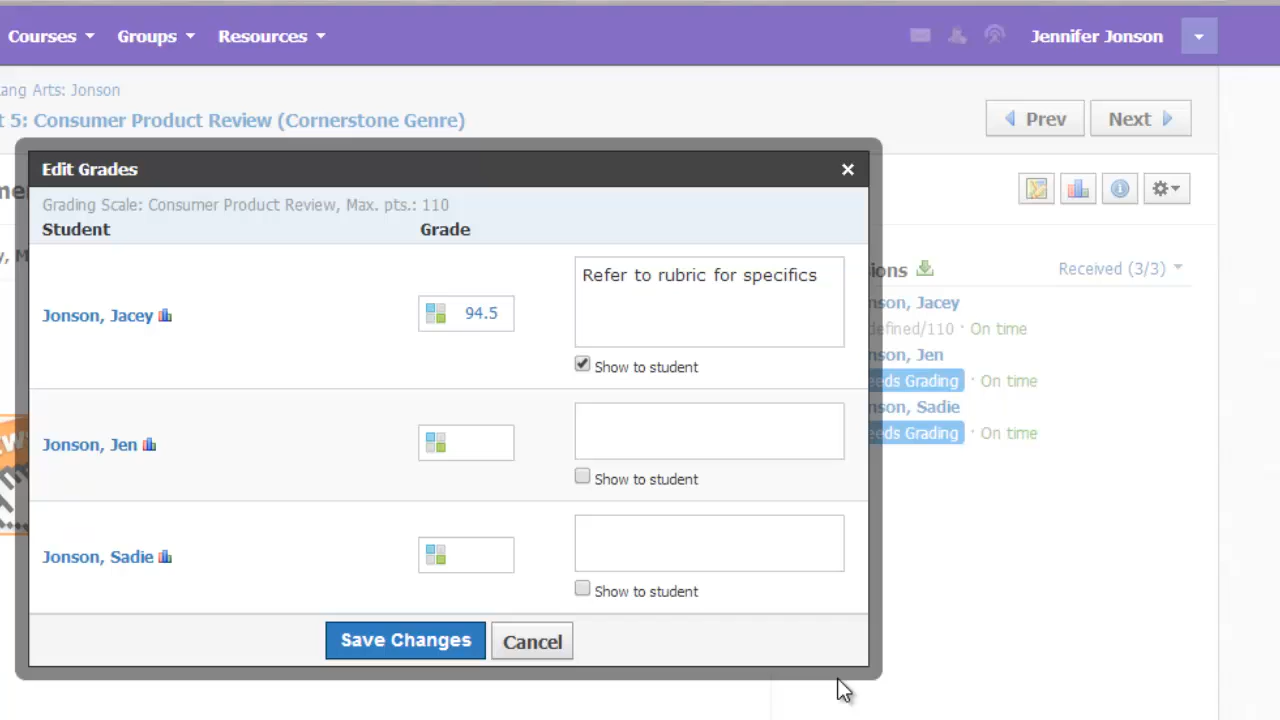 Courses Groups Resources Jennifer Jonson
Lang Arts: Jonson
t 5: Consumer Product Review (Cornerstone Genre)
Prev Next
Edit Grades
Grading Scale: Consumer Product Review, Max. pts.: 110
Student Grade
Jonson, Jacey 94.5 Refer to rubric for specifics
Show to student
Jonson, Jen
Show to student
Jonson, Sadie
Show to student
Save Changes Cancel
ions Received (3/3)
nson, Jacey
defined/110 · On time
nson, Jen
eeds Grading · On time
nson, Sadie
eeds Grading · On time